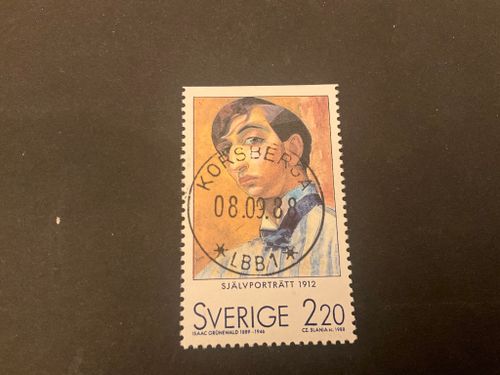 KORSBERGA
08.09.88
* LBB1 *
SJÄLVPORTRÄTT 1912
SVERIGE 2.20
ISAAC GRÜNEWALD 1889-1946 CZ. SLANIA SC. 1988